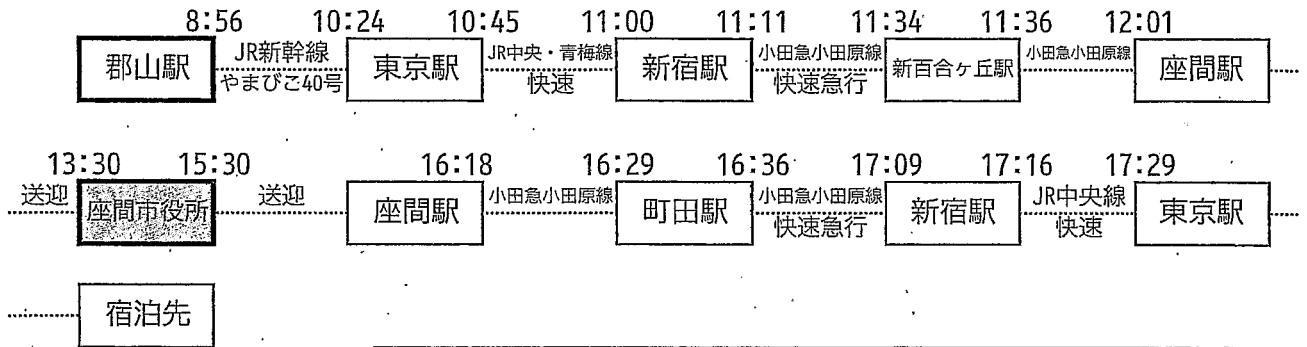 8:56 10:24 10:45 11:00 11:11 11:34 11:36 12:01
郡山駅 JR新幹線 やまびこ40号 東京駅 JR中央・青梅線 快速 新宿駅 小田急小田原線 快速急行 新百合ヶ丘駅 小田急小田原線 座間駅
13:30 15:30 16:18 16:29 16:36 17:09 17:16 17:29
送迎 座間市役所 送迎 座間駅 小田急小田原線 町田駅 小田急小田原線 快速急行 新宿駅 JR中央線 快速 東京駅
宿泊先